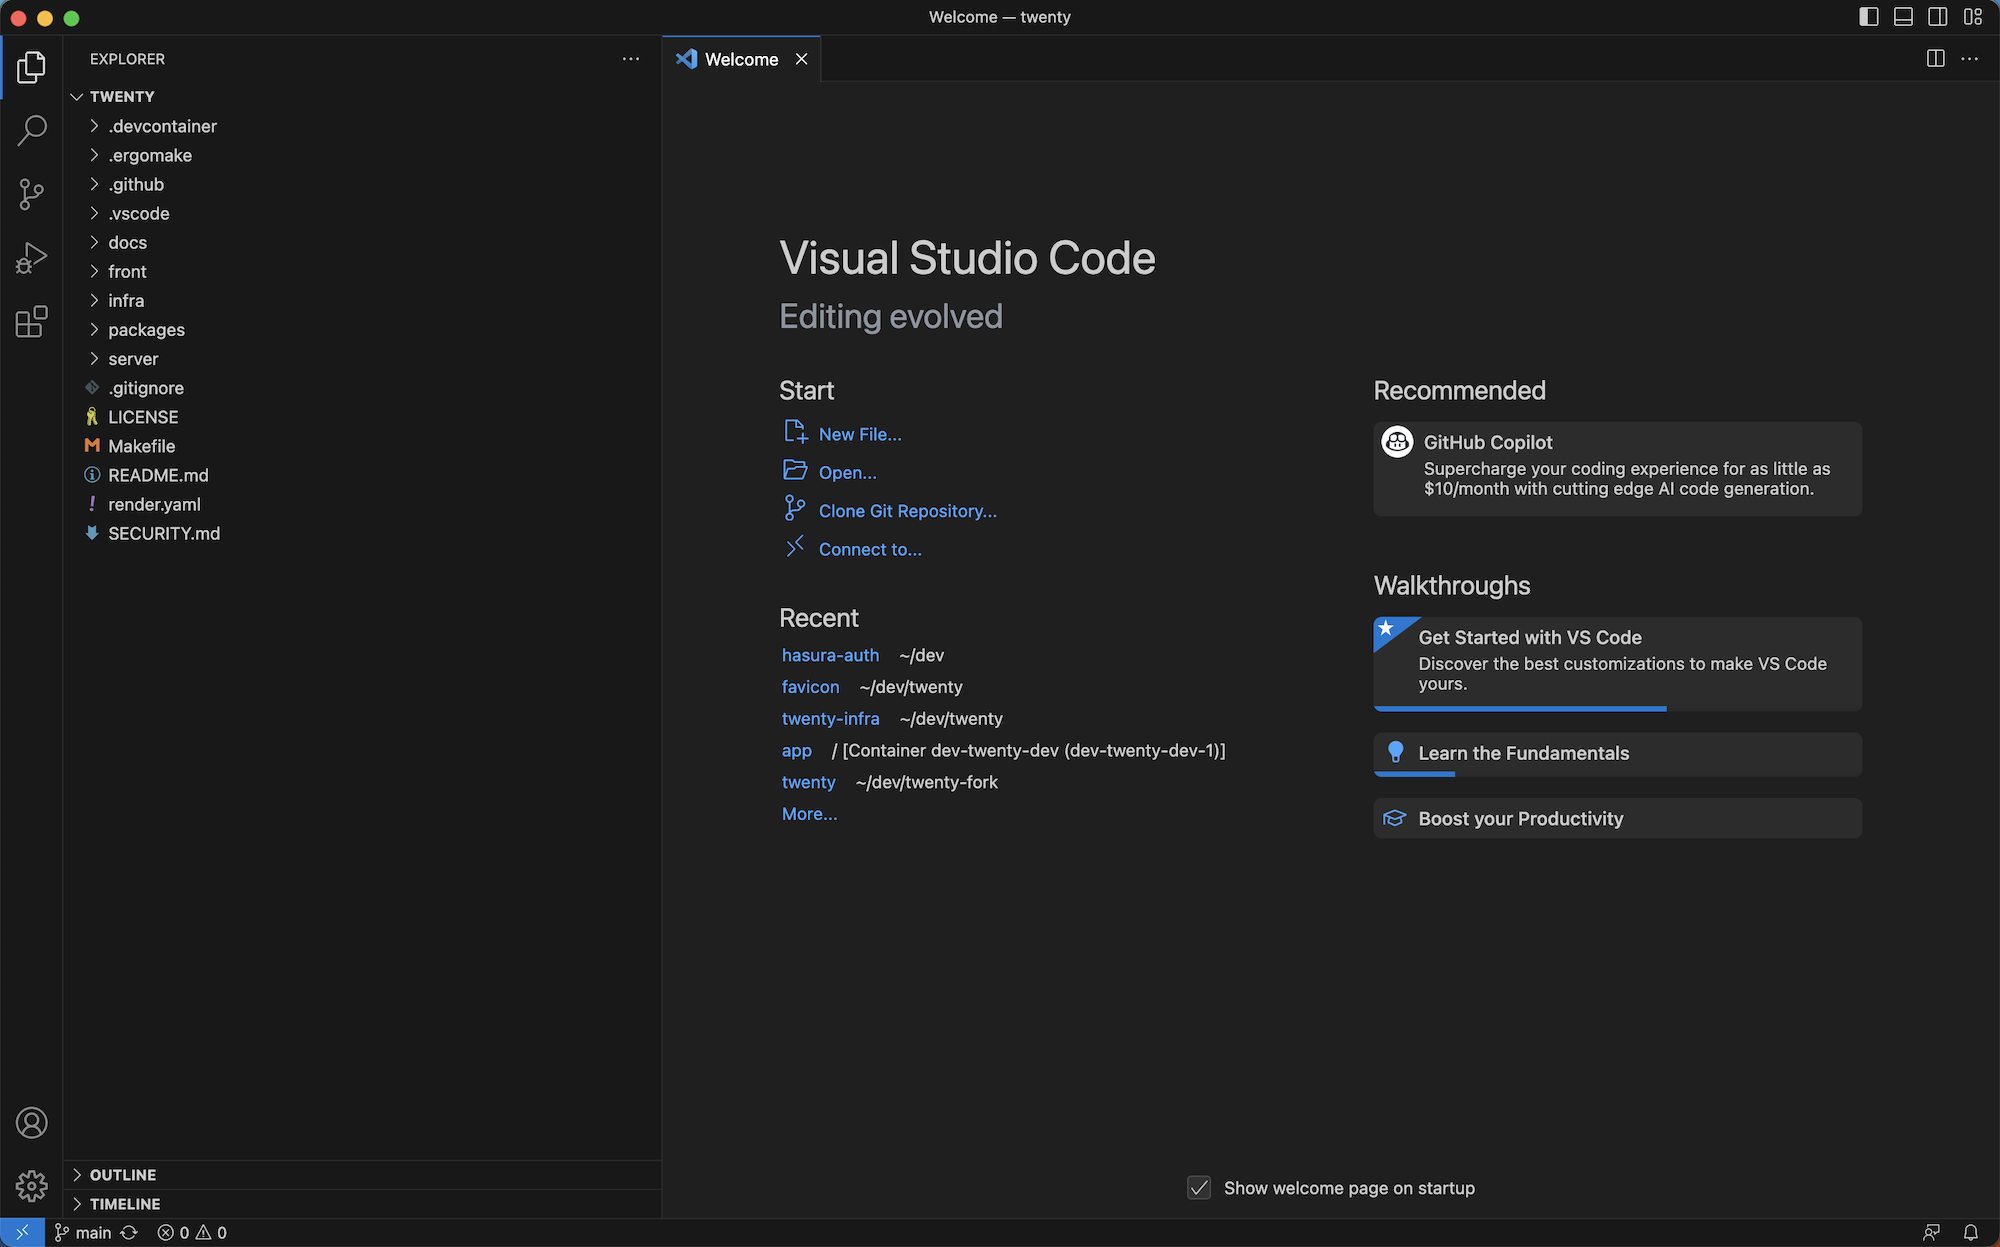 Welcome — twenty
EXPLORER
TWENTY
.devcontainer
.ergomake
.github
.vscode
docs
front
infra
packages
server
.gitignore
LICENSE
Makefile
README.md
render.yaml
SECURITY.md
OUTLINE
TIMELINE
Welcome
Visual Studio Code
Editing evolved
Start
New File...
Open...
Clone Git Repository...
Connect to...
Recent
hasura-auth ~/dev
favicon ~/dev/twenty
twenty-infra ~/dev/twenty
app / [Container dev-twenty-dev (dev-twenty-dev-1)]
twenty ~/dev/twenty-fork
More...
Recommended
GitHub Copilot
Supercharge your coding experience for as little as
$10/month with cutting edge AI code generation.
Walkthroughs
Get Started with VS Code
Discover the best customizations to make VS Code
yours.
Learn the Fundamentals
Boost your Productivity
Show welcome page on startup
main 0 0